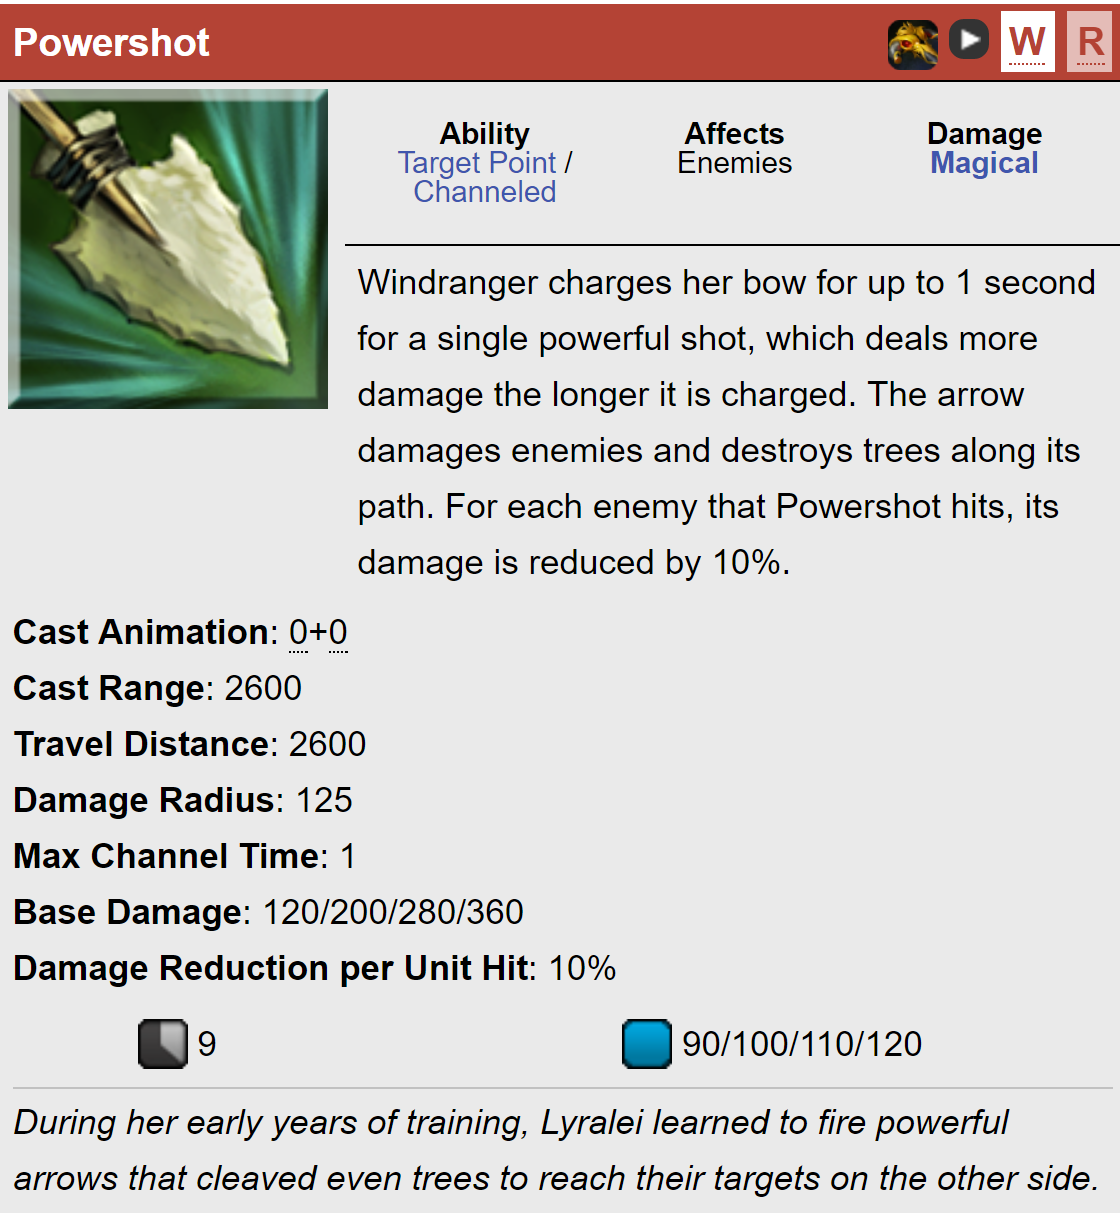 Powershot W R
Ability Affects Damage
Target Point / Enemies Magical
Channeled
Windranger charges her bow for up to 1 second
for a single powerful shot, which deals more
damage the longer it is charged. The arrow
damages enemies and destroys trees along its
path. For each enemy that Powershot hits, its
damage is reduced by 10%.
Cast Animation: 0+0
Cast Range: 2600
Travel Distance: 2600
Damage Radius: 125
Max Channel Time: 1
Base Damage: 120/200/280/360
Damage Reduction per Unit Hit: 10%
9 90/100/110/120
During her early years of training, Lyralei learned to fire powerful
arrows that cleaved even trees to reach their targets on the other side.